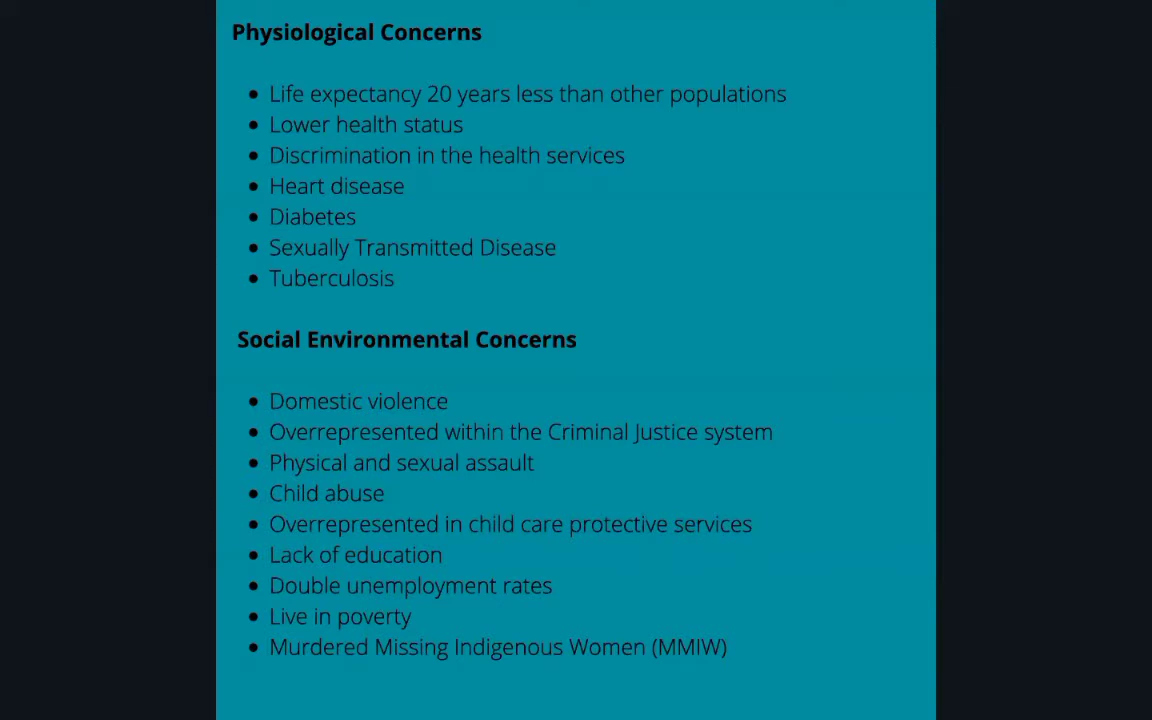 Physiological Concerns
• Life expectancy 20 years less than other populations
• Lower health status
• Discrimination in the health services
• Heart disease
• Diabetes
• Sexually Transmitted Disease
• Tuberculosis
Social Environmental Concerns
• Domestic violence
• Overrepresented within the Criminal Justice system
• Physical and sexual assault
• Child abuse
• Overrepresented in child care protective services
• Lack of education
• Double unemployment rates
• Live in poverty
• Murdered Missing Indigenous Women (MMIW)